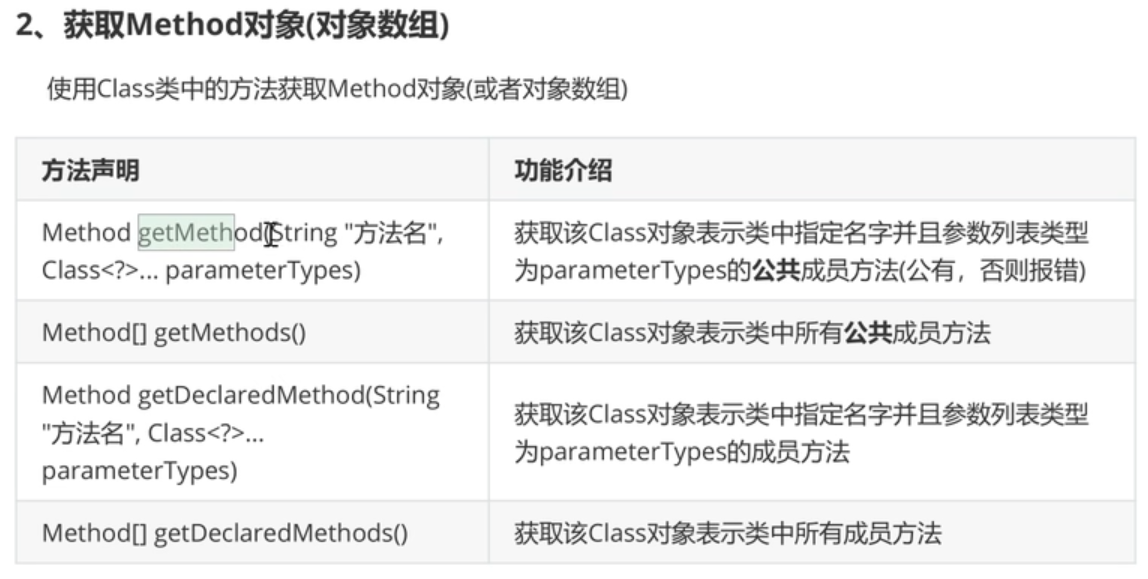 2、获取Method对象(对象数组)
使用Class类中的方法获取Method对象(或者对象数组)
方法声明
功能介绍
Method getMethod(String "方法名",
Class<?>... parameterTypes)
获取该Class对象表示类中指定名字并且参数列表类型
为parameterTypes的公共成员方法(公有，否则报错)
Method[] getMethods()
获取该Class对象表示类中所有公共成员方法
Method getDeclaredMethod(String
"方法名", Class<?>...
parameterTypes)
获取该Class对象表示类中指定名字并且参数列表类型
为parameterTypes的成员方法
Method[] getDeclaredMethods()
获取该Class对象表示类中所有成员方法